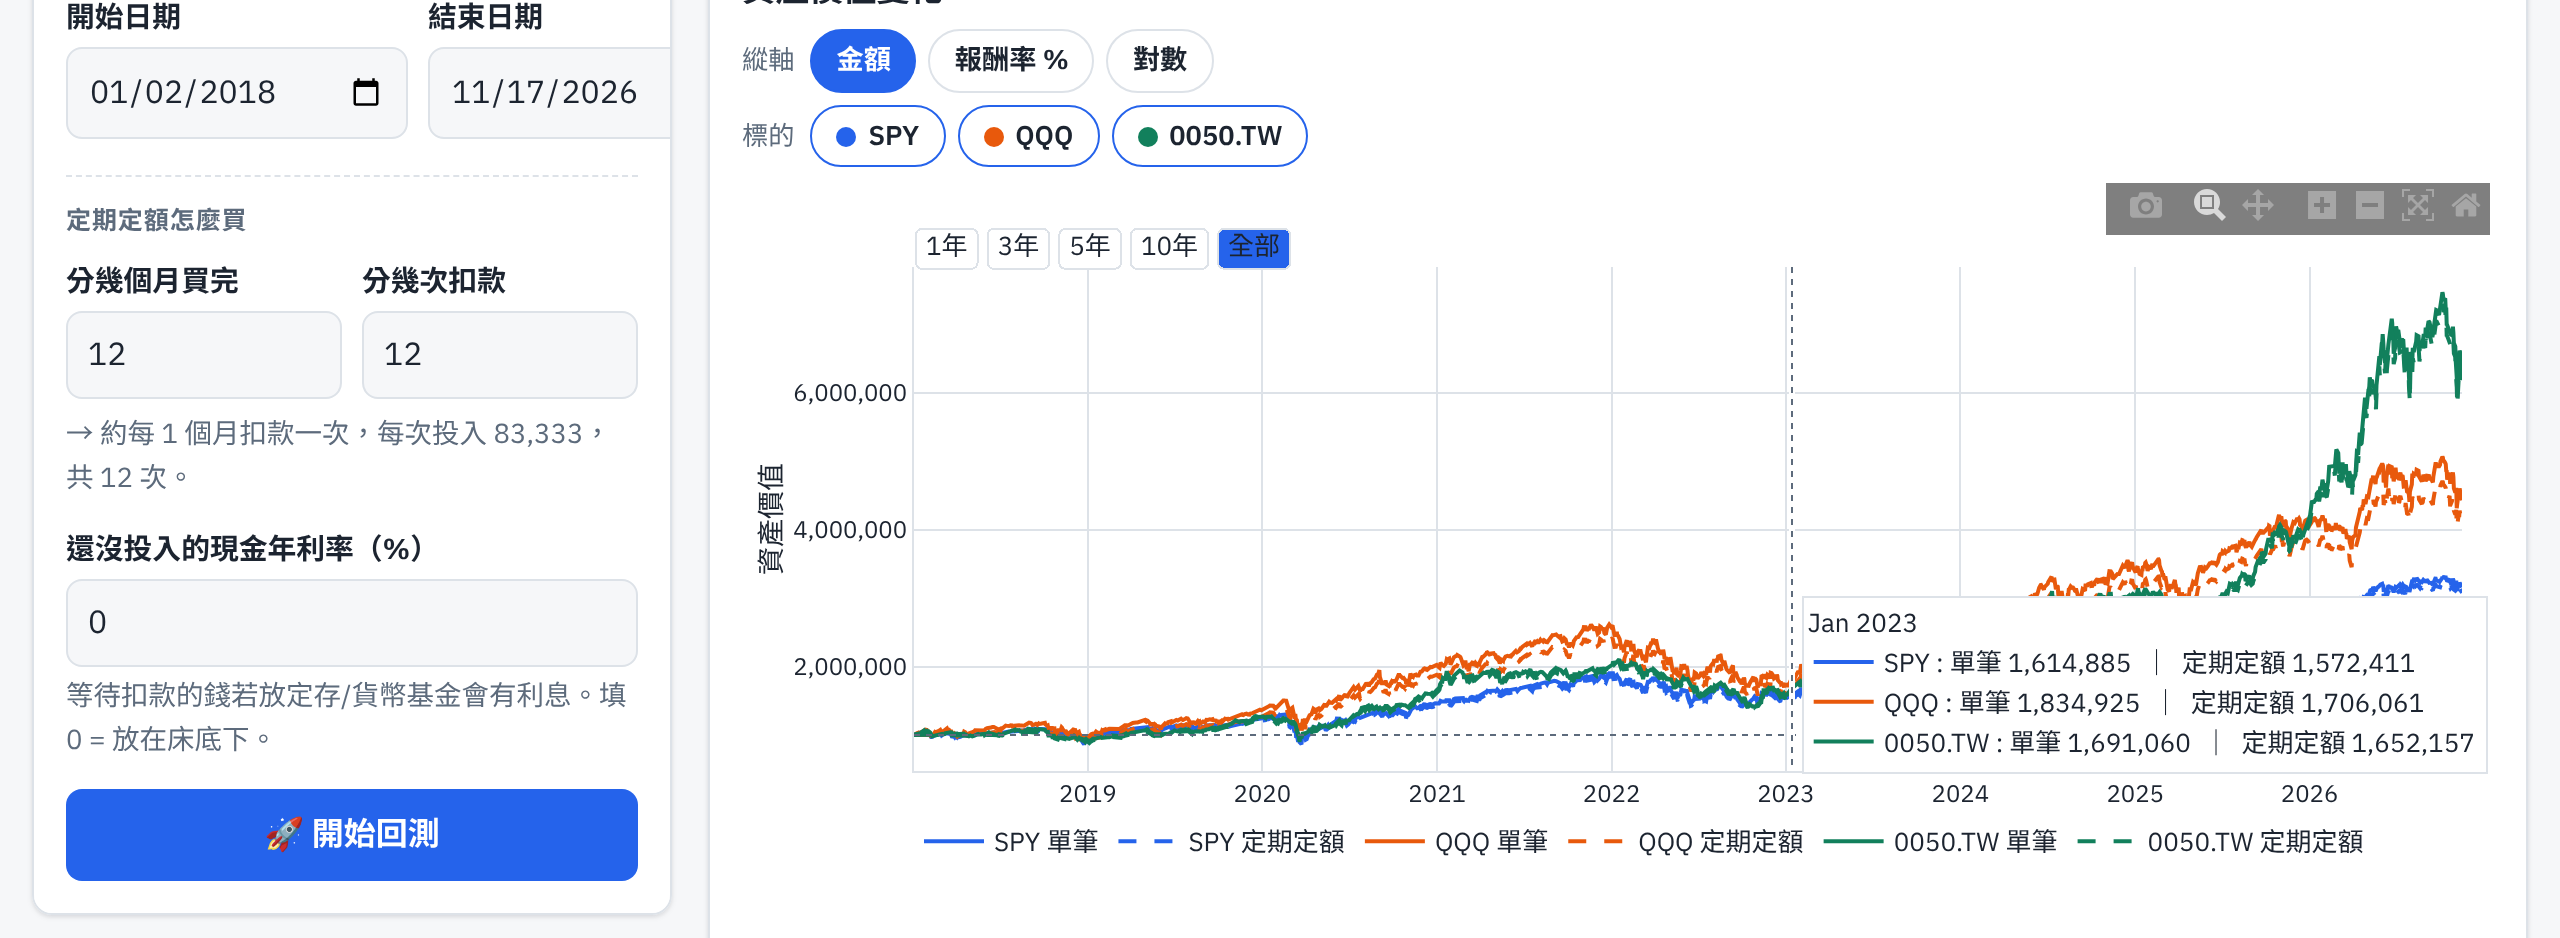 開始日期
結束日期
01/02/2018
11/17/2026
定期定額怎麼買
分幾個月買完
分幾次扣款
12
12
→ 約每 1 個月扣款一次，每次投入 83,333，
共 12 次。
還沒投入的現金年利率（%）
0
等待扣款的錢若放定存/貨幣基金會有利息。填
0 = 放在床底下。
🚀 開始回測
資產價值變化
縱軸
金額
報酬率 %
對數
標的
SPY
QQQ
0050.TW
1年
3年
5年
10年
全部
資產價值
6,000,000
4,000,000
2,000,000
Jan 2023
SPY : 單筆 1,614,885 ｜ 定期定額 1,572,411
QQQ : 單筆 1,834,925 ｜ 定期定額 1,706,061
0050.TW : 單筆 1,691,060 ｜ 定期定額 1,652,157
2019
2020
2021
2022
2023
2024
2025
2026
SPY 單筆
SPY 定期定額
QQQ 單筆
QQQ 定期定額
0050.TW 單筆
0050.TW 定期定額